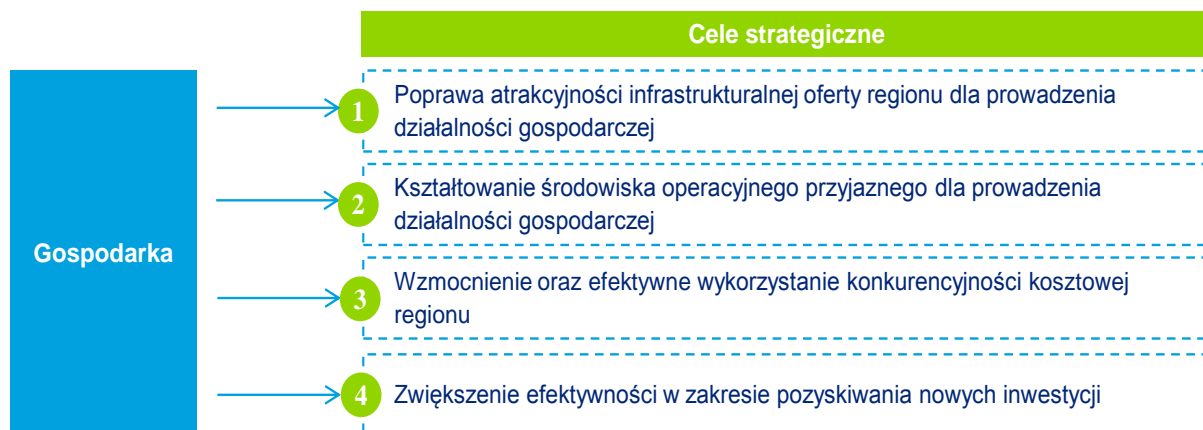 Cele strategiczne
Gospodarka
1
Poprawa atrakcyjności infrastrukturalnej oferty regionu dla prowadzenia
działalności gospodarczej
2
Kształtowanie środowiska operacyjnego przyjaznego dla prowadzenia
działalności gospodarczej
3
Wzmocnienie oraz efektywne wykorzystanie konkurencyjności kosztowej
regionu
4
Zwiększenie efektywności w zakresie pozyskiwania nowych inwestycji